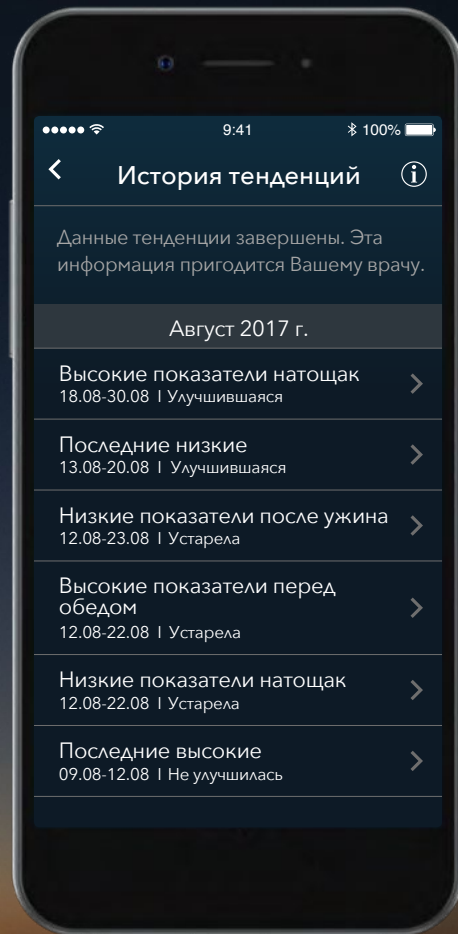 9:41
100%
История тенденций
Данные тенденции завершены. Эта
информация пригодится Вашему врачу.
Август 2017 г.
Высокие показатели натощак
18.08-30.08 | Улучшившаяся
Последние низкие
13.08-20.08 | Улучшившаяся
Низкие показатели после ужина
12.08-23.08 | Устарела
Высокие показатели перед
обедом
12.08-22.08 | Устарела
Низкие показатели натощак
12.08-22.08 | Устарела
Последние высокие
09.08-12.08 | Не улучшилась